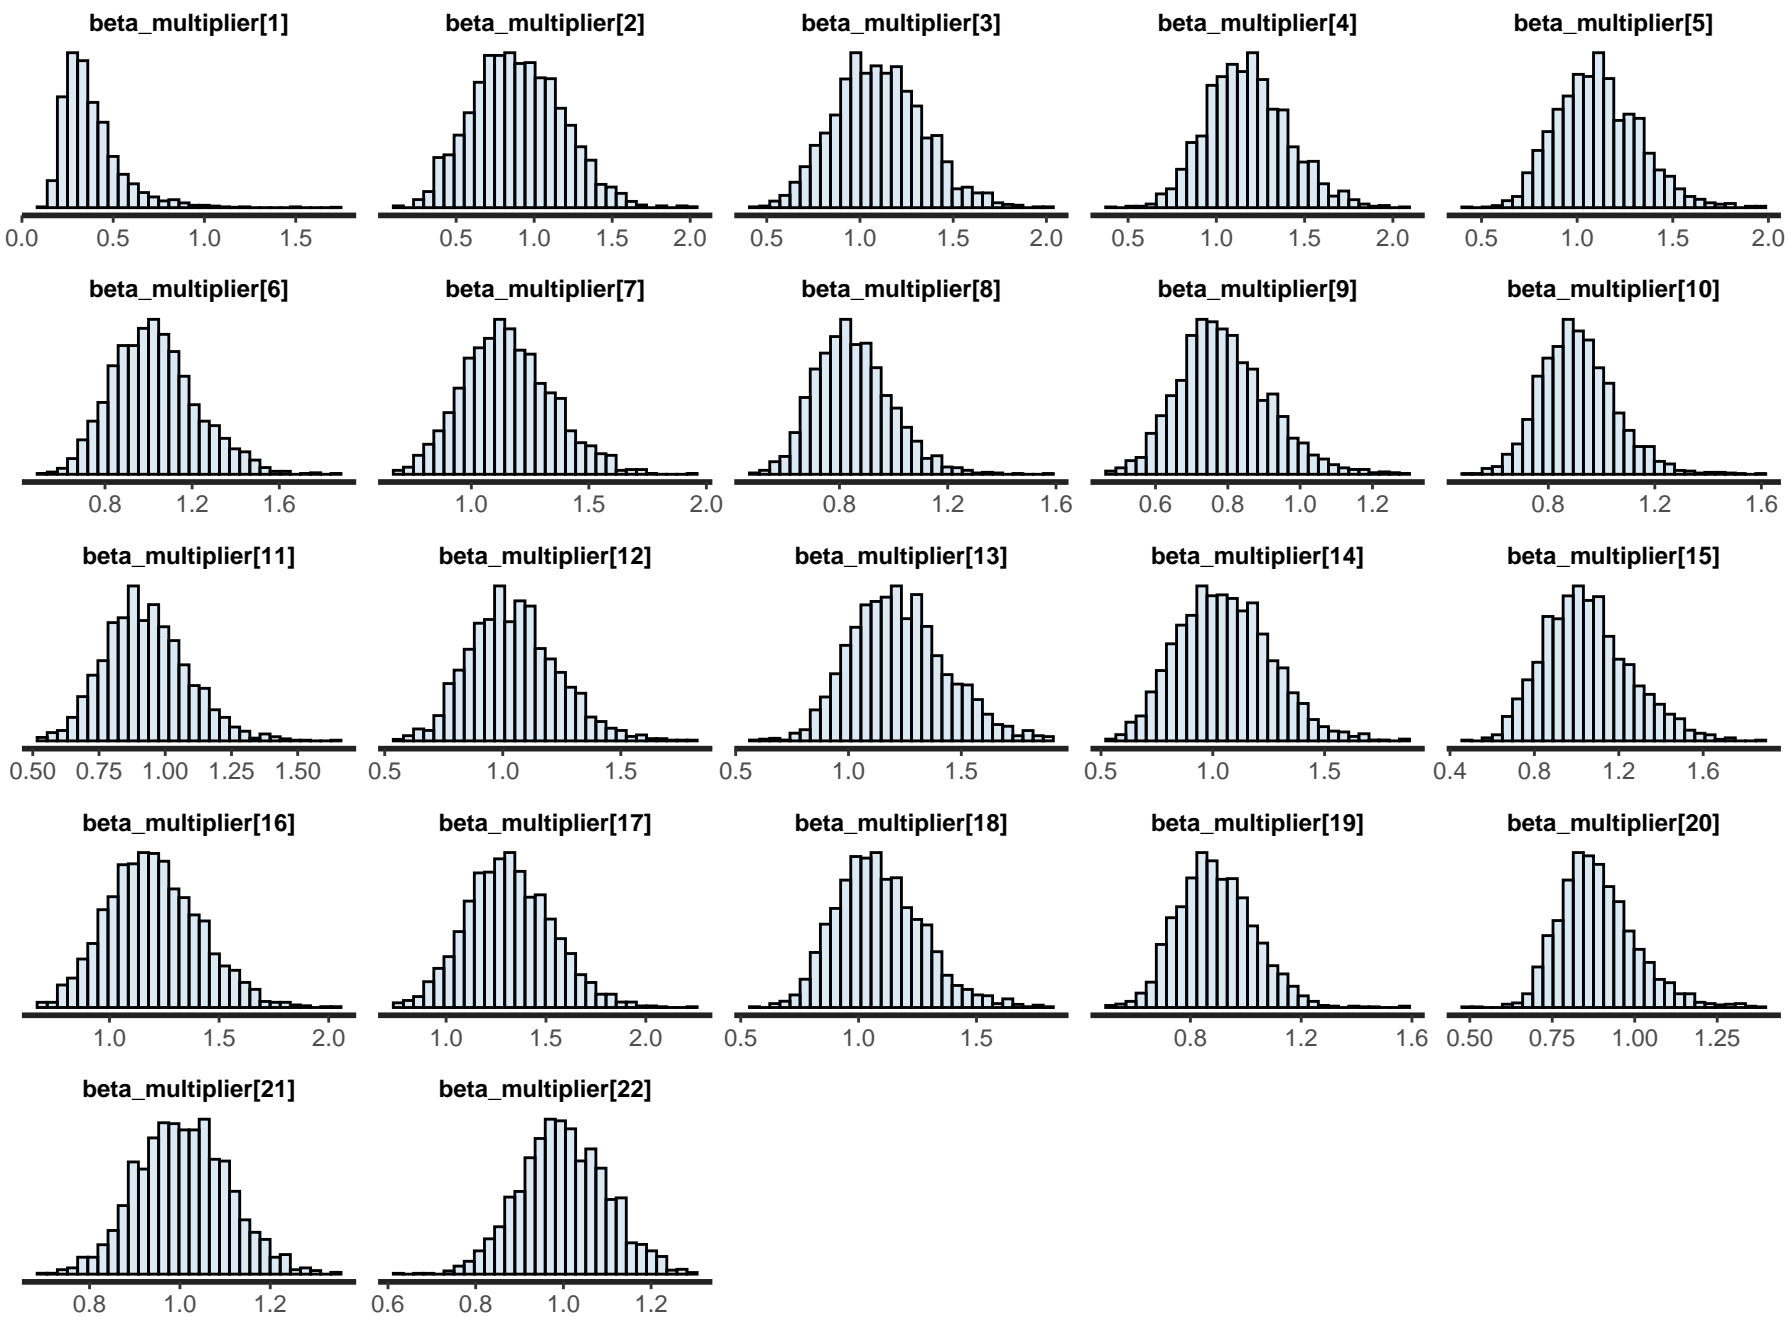 beta_multiplier[1] beta_multiplier[2] beta_multiplier[3] beta_multiplier[4] beta_multiplier[5]
0.0 0.5 1.0 1.5 0.5 1.0 1.5 2.0 0.5 1.0 1.5 2.0 0.5 1.0 1.5 2.0 0.5 1.0 1.5 2.0
beta_multiplier[6] beta_multiplier[7] beta_multiplier[8] beta_multiplier[9] beta_multiplier[10]
0.8 1.2 1.6 1.0 1.5 2.0 0.8 1.2 1.6 0.6 0.8 1.0 1.2 0.8 1.2 1.6
beta_multiplier[11] beta_multiplier[12] beta_multiplier[13] beta_multiplier[14] beta_multiplier[15]
0.50 0.75 1.00 1.25 1.50 0.5 1.0 1.5 0.5 1.0 1.5 0.5 1.0 1.5 0.4 0.8 1.2 1.6
beta_multiplier[16] beta_multiplier[17] beta_multiplier[18] beta_multiplier[19] beta_multiplier[20]
1.0 1.5 2.0 1.0 1.5 2.0 0.5 1.0 1.5 0.8 1.2 1.6 0.50 0.75 1.00 1.25
beta_multiplier[21] beta_multiplier[22]
0.8 1.0 1.2 0.6 0.8 1.0 1.2